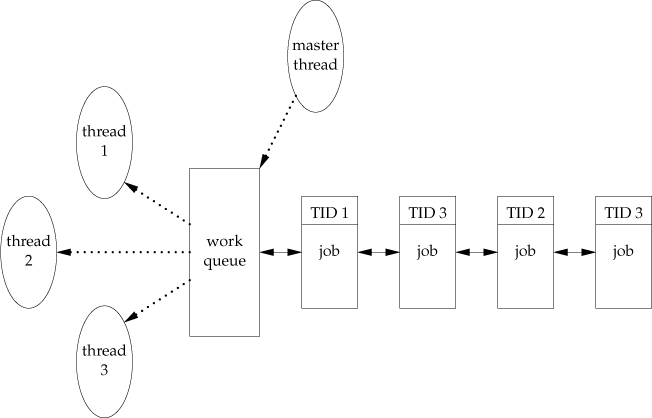 master
thread
thread
1
thread
2
thread
3
work
queue
TID 1
job
TID 3
job
TID 2
job
TID 3
job